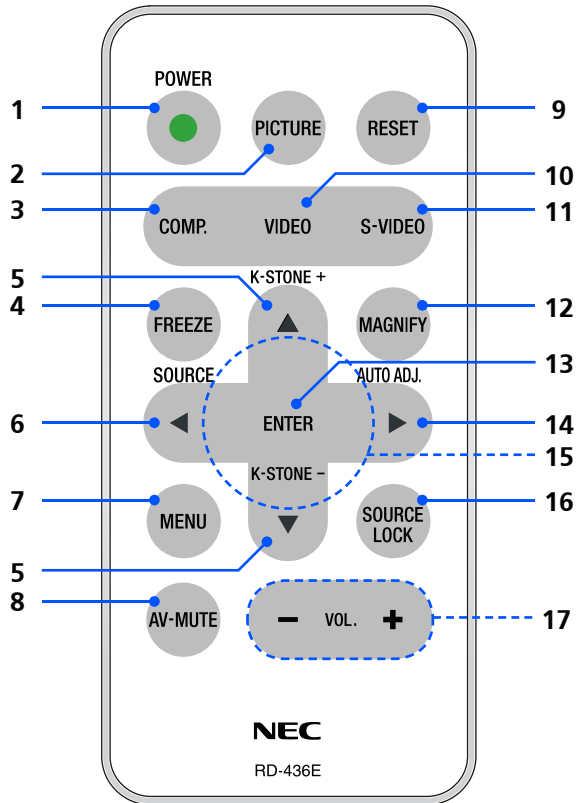 POWER
1
PICTURE
RESET
9
2
10
3
COMP.
VIDEO
S-VIDEO
11
5
K-STONE +
4
FREEZE
MAGNIFY
12
SOURCE
AUTO ADJ.
13
6
ENTER
14
15
K-STONE −
7
MENU
SOURCE
LOCK
16
5
8
AV-MUTE
− VOL. +
17
NEC
RD-436E